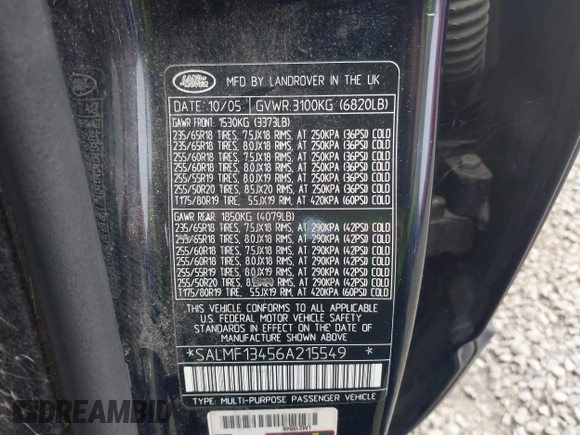 LAND-
ROVER
MFD BY LANDROVER IN THE UK
DATE: 10/05 GVWR:3100KG (6820LB)
GAWR FRONT: 1530KG (3373LB)
235/65R18 TIRES, 7.5JX18 RIMS, AT 250KPA (36PSI) COLD
255/65R18 TIRES, 8.0JX18 RIMS, AT 250KPA (36PSI) COLD
255/60R18 TIRES, 7.5JX18 RIMS, AT 250KPA (36PSI) COLD
255/60R18 TIRES, 8.0JX18 RIMS, AT 250KPA (36PSI) COLD
255/55R19 TIRES, 8.0JX19 RIMS, AT 250KPA (36PSI) COLD
255/50R20 TIRES, 8.5JX20 RIMS, AT 250KPA (36PSI) COLD
T175/80R19 TIRE, 5.5JX19 RIM, AT 420KPA (60PSI) COLD
GAWR REAR: 1850KG (4079LB)
235/65R18 TIRES, 7.5JX18 RIMS, AT 290KPA (42PSI) COLD
255/65R18 TIRES, 8.0JX18 RIMS, AT 290KPA (42PSI) COLD
255/60R18 TIRES, 7.5JX18 RIMS, AT 290KPA (42PSI) COLD
255/60R18 TIRES, 8.0JX18 RIMS, AT 290KPA (42PSI) COLD
255/55R19 TIRES, 8.0JX19 RIMS, AT 290KPA (42PSI) COLD
255/50R20 TIRES, RIMS, AT 290KPA (42PSI) COLD
T175/80R19 TIRE, 5.5JX19 RIM, AT 420KPA (60PSI) COLD
THIS VEHICLE CONFORMS TO ALL APPLICABLE
U.S. FEDERAL MOTOR VEHICLE SAFETY
STANDARDS IN EFFECT ON THE DATE OF
MANUFACTURE SHOWN ABOVE
*SALMF13456A215549 *
TYPE: MULTI-PURPOSE PASSENGER VEHICLE
DREAMBID